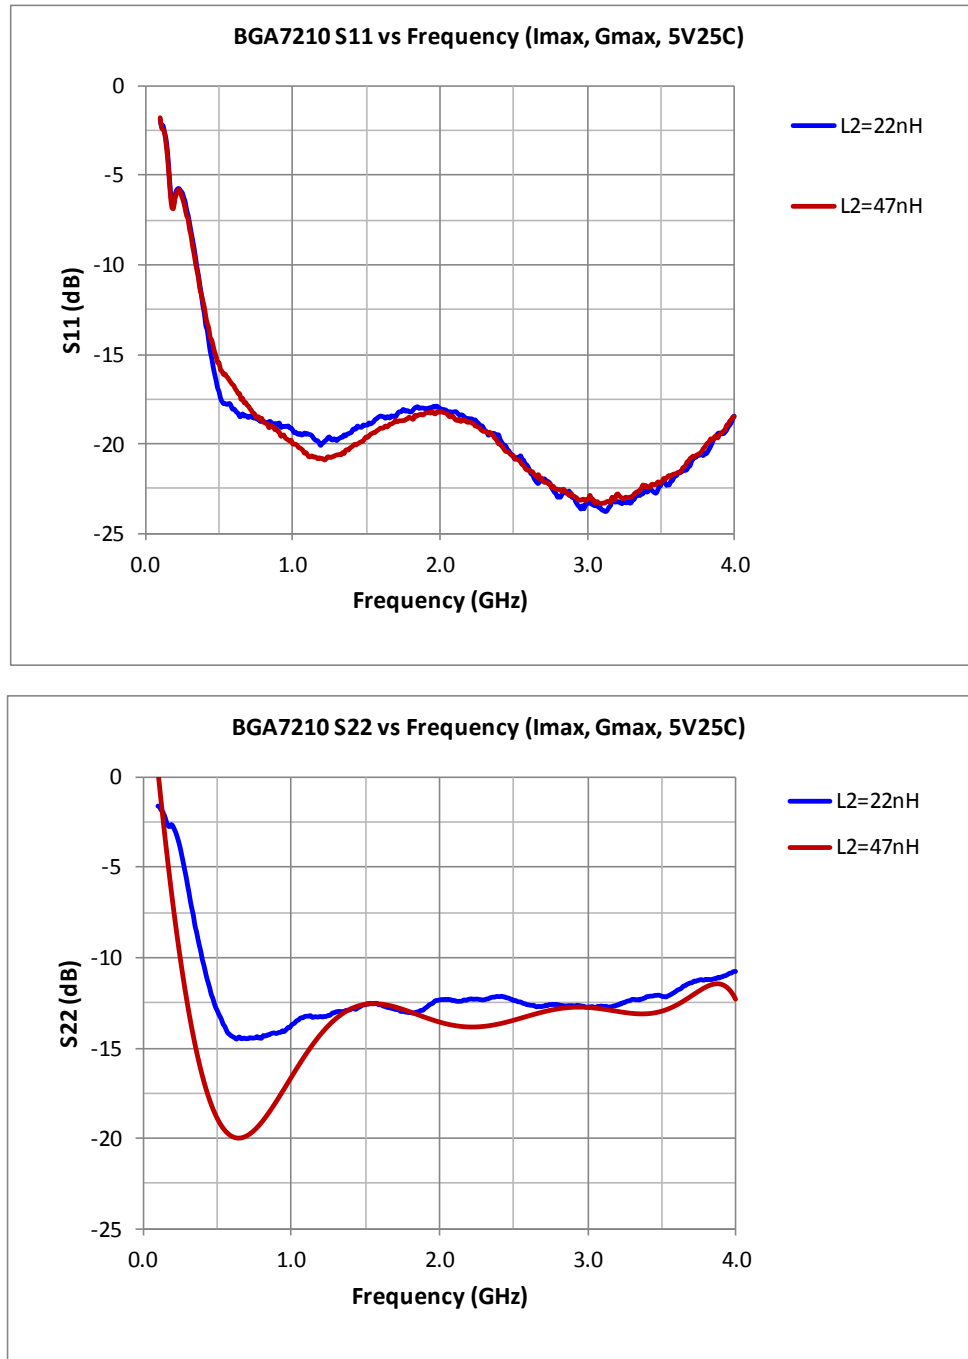 BGA7210 S11 vs Frequency (Imax, Gmax, 5V25C)
0
-5
-10
-15
-20
-25
S11 (dB)
0.0 1.0 2.0 3.0 4.0
Frequency (GHz)
L2=22nH
L2=47nH
BGA7210 S22 vs Frequency (Imax, Gmax, 5V25C)
0
-5
-10
-15
-20
-25
S22 (dB)
0.0 1.0 2.0 3.0 4.0
Frequency (GHz)
L2=22nH
L2=47nH